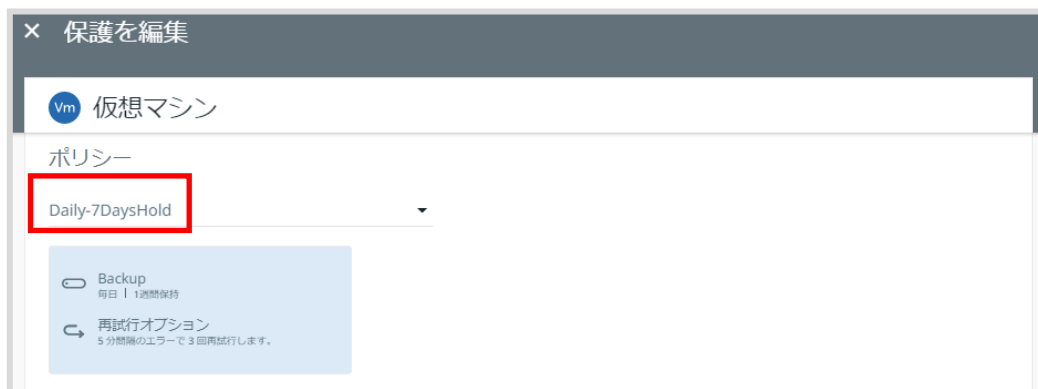 × 保護を編集
Vm 仮想マシン
ポリシー
Daily-7DaysHold
Backup
毎日 | 1週間保持
再試行オプション
5 分間隔のエラーで 3 回再試行します。